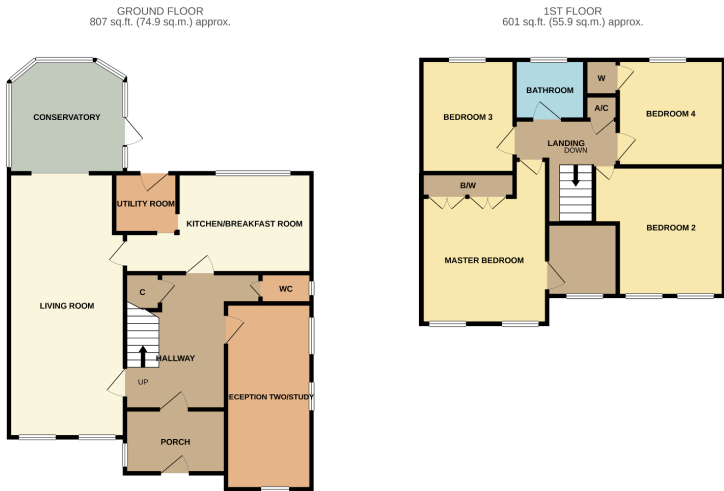 GROUND FLOOR
807 sq.ft. (74.9 sq.m.) approx.
CONSERVATORY
UTILITY ROOM
KITCHEN/BREAKFAST ROOM
LIVING ROOM
C
WC
HALLWAY
UP
ECEPTION TWO/STUDY
PORCH
1ST FLOOR
601 sq.ft. (55.9 sq.m.) approx.
BATHROOM
W
A/C
BEDROOM 3
BEDROOM 4
LANDING
DOWN
B/W
BEDROOM 2
MASTER BEDROOM